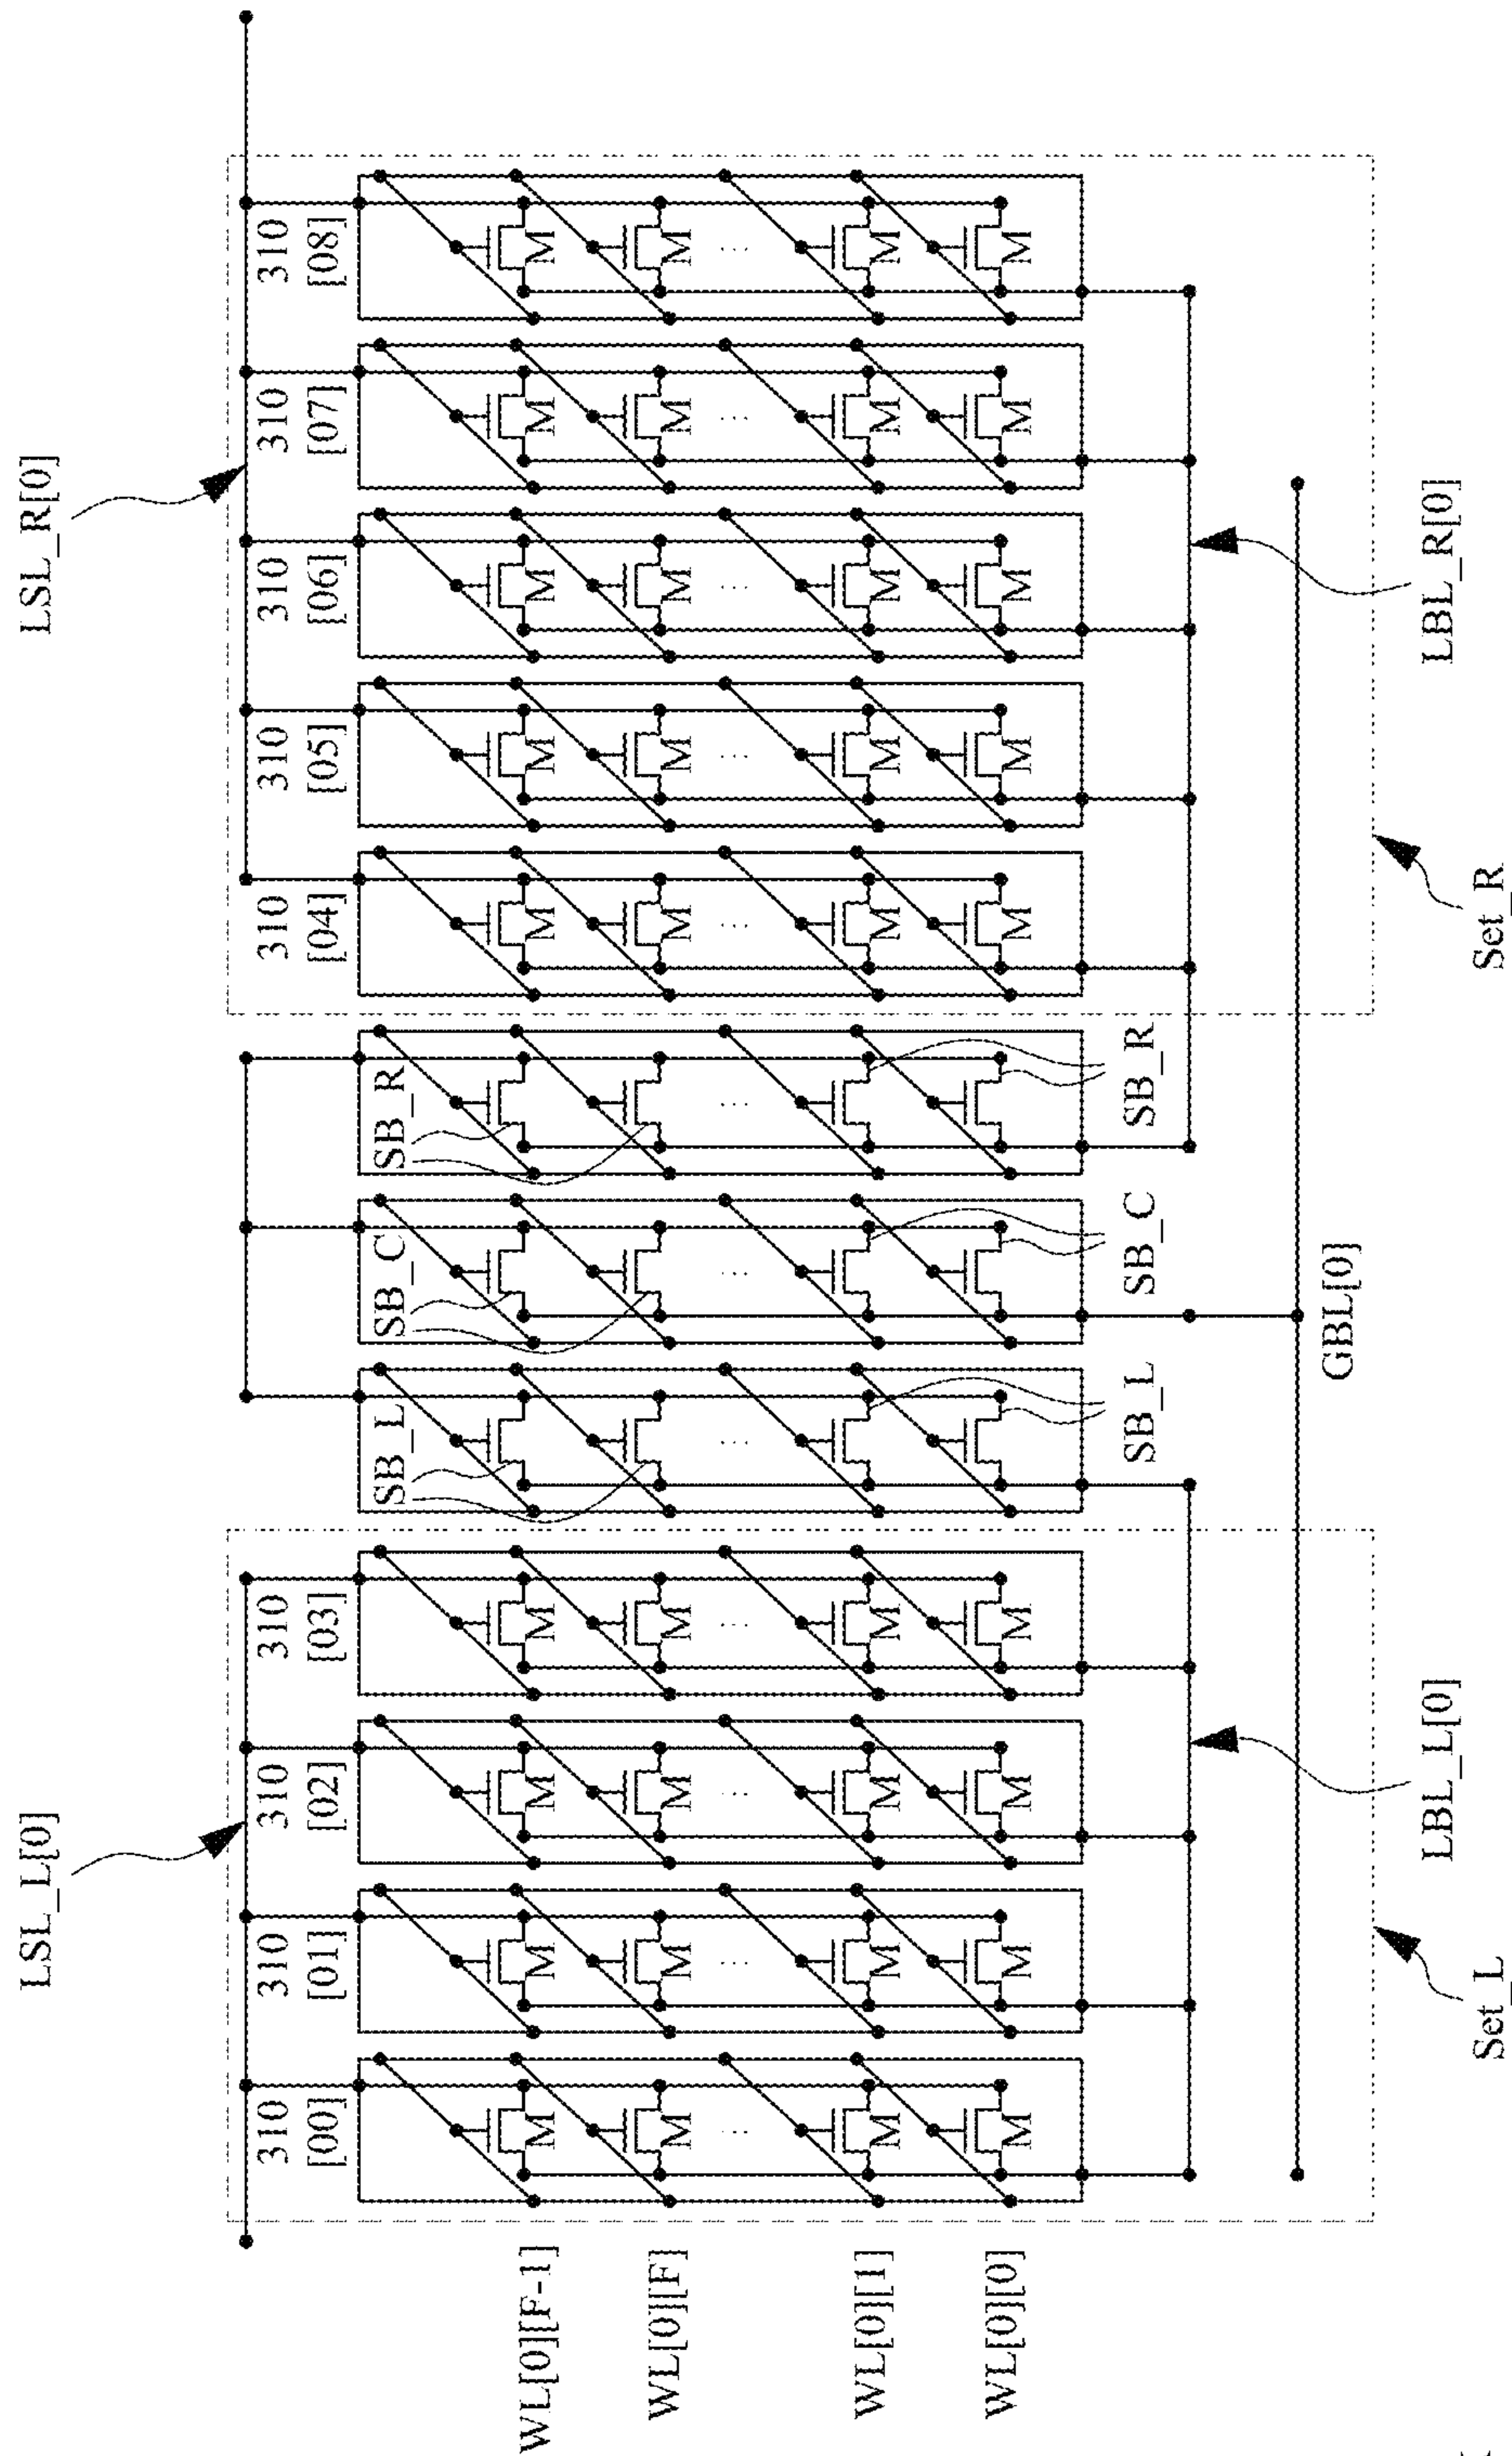 LSL_L[0]
LSL_R[0]
310
[00]
310
[01]
310
[02]
310
[03]
310
[04]
310
[05]
310
[06]
310
[07]
310
[08]
SB_L
SB_C
SB_R
WL[0][F-1]
M M M M M M M M M
WL[0][F]
M M M M M M M M M
... ... ... ... ... ... ... ... ... ... ... ...
WL[0][1]
M M M M M M M M M
WL[0][0]
M M M M M M M M M
SB_L
SB_C
SB_R
GBL[0]
LBL_L[0]
LBL_R[0]
Set_L
Set_R